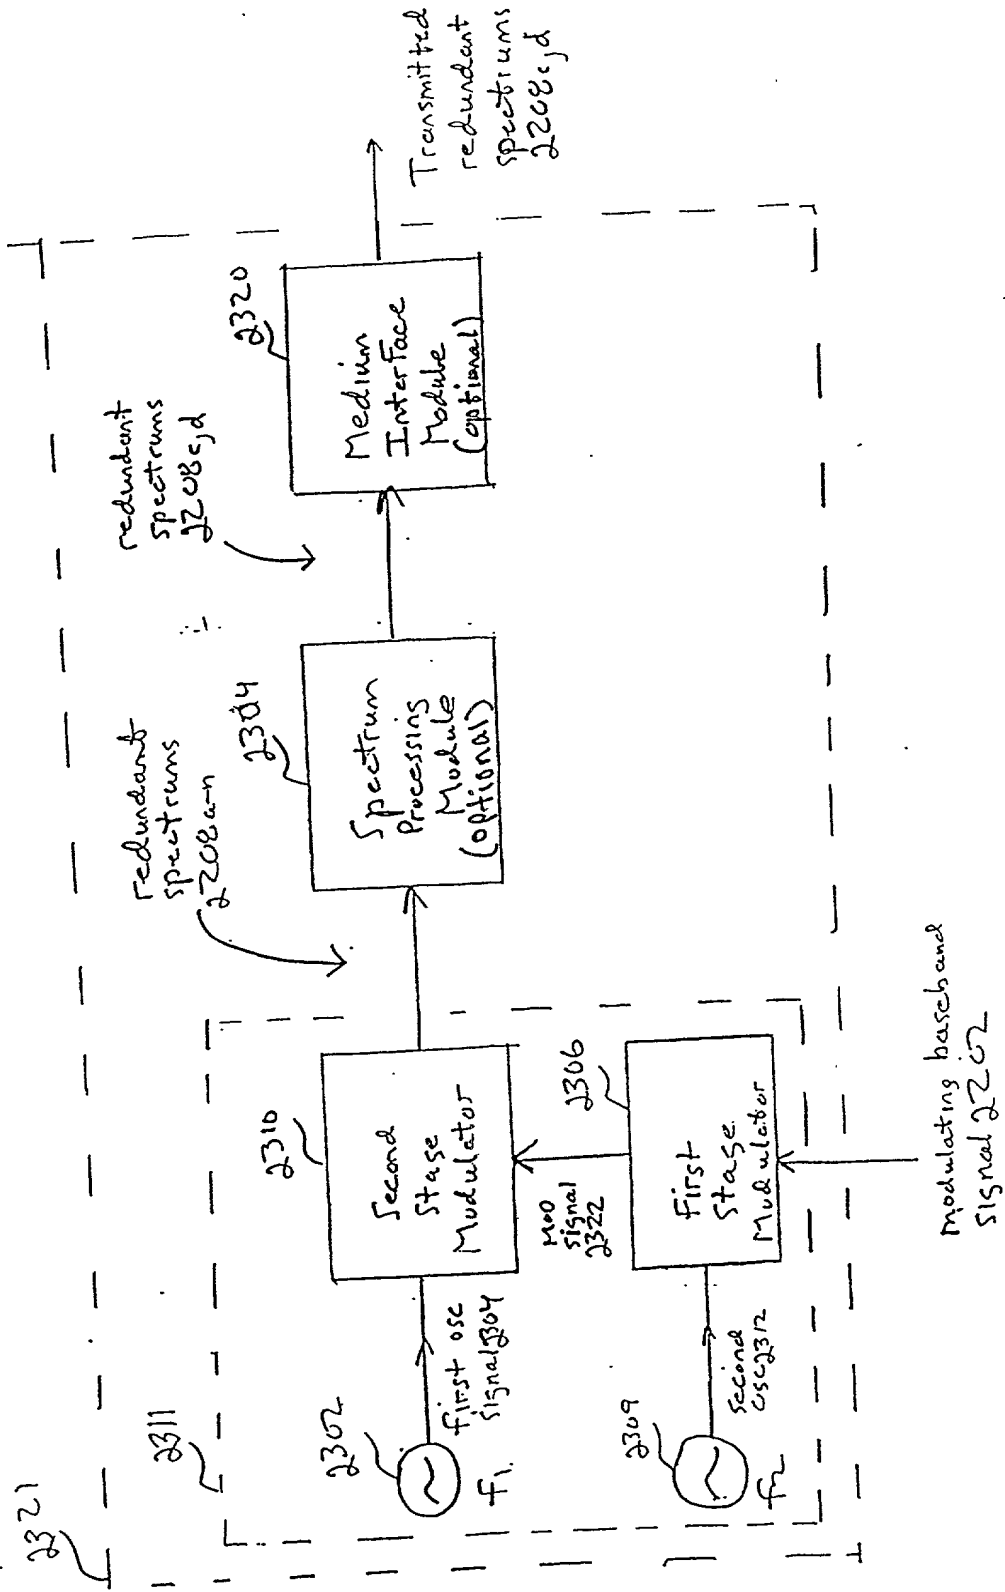 2321
2311
2302
f1.
First osc
signal 2304
2310
Second
Stage
Modulator
2309
f2
second
osc 2312
MOD
signal
2322
2306
First
Stage
Modulator
modulating baseband
signal 2202
redundant
spectrums
2208a-n
2304
Spectrum
Processing
Module
(optional)
redundant
spectrums
2208c,d
2320
Medium
Interface
Module
(optional)
Transmitted
redundant
spectrums
2208c,d